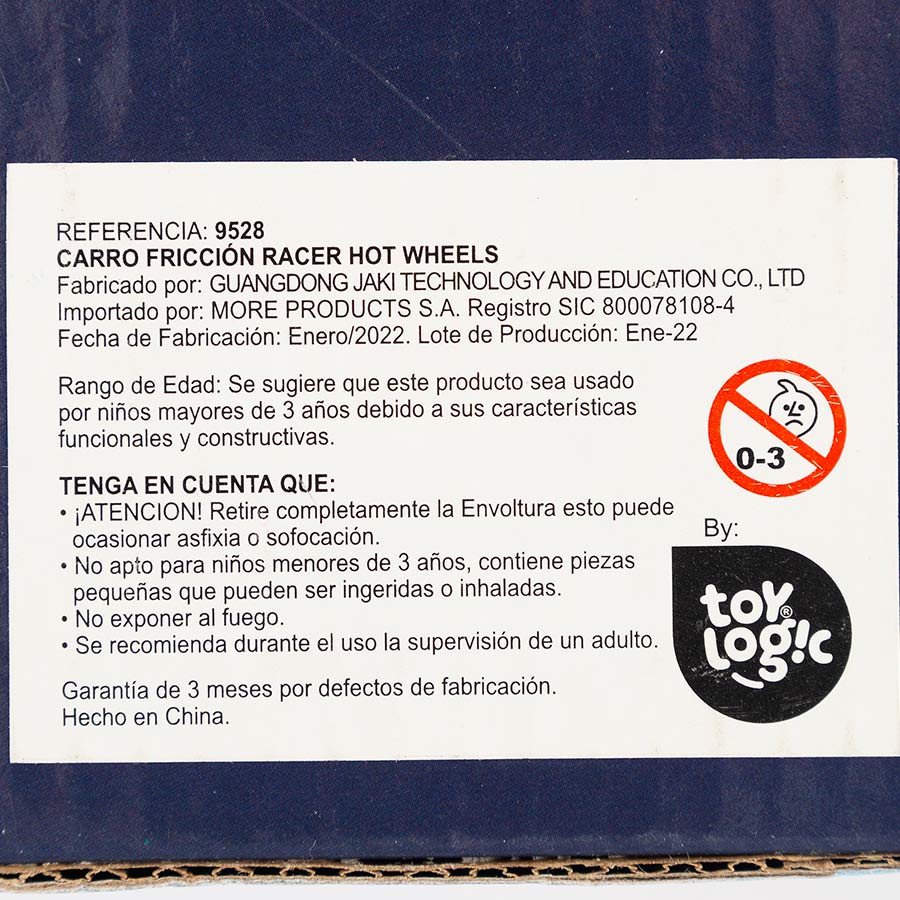 REFERENCIA: 9528
CARRO FRICCIÓN RACER HOT WHEELS
Fabricado por: GUANGDONG JAKI TECHNOLOGY AND EDUCATION CO., LTD
Importado por: MORE PRODUCTS S.A. Registro SIC 800078108-4
Fecha de Fabricación: Enero/2022. Lote de Producción: Ene-22
Rango de Edad: Se sugiere que este producto sea usado
por niños mayores de 3 años debido a sus características
funcionales y constructivas.
0-3
TENGA EN CUENTA QUE:
• ¡ATENCION! Retire completamente la Envoltura esto puede
ocasionar asfixia o sofocación.
• No apto para niños menores de 3 años, contiene piezas
pequeñas que pueden ser ingeridas o inhaladas.
• No exponer al fuego.
• Se recomienda durante el uso la supervisión de un adulto.
By:
toy®
Logic
Garantía de 3 meses por defectos de fabricación.
Hecho en China.